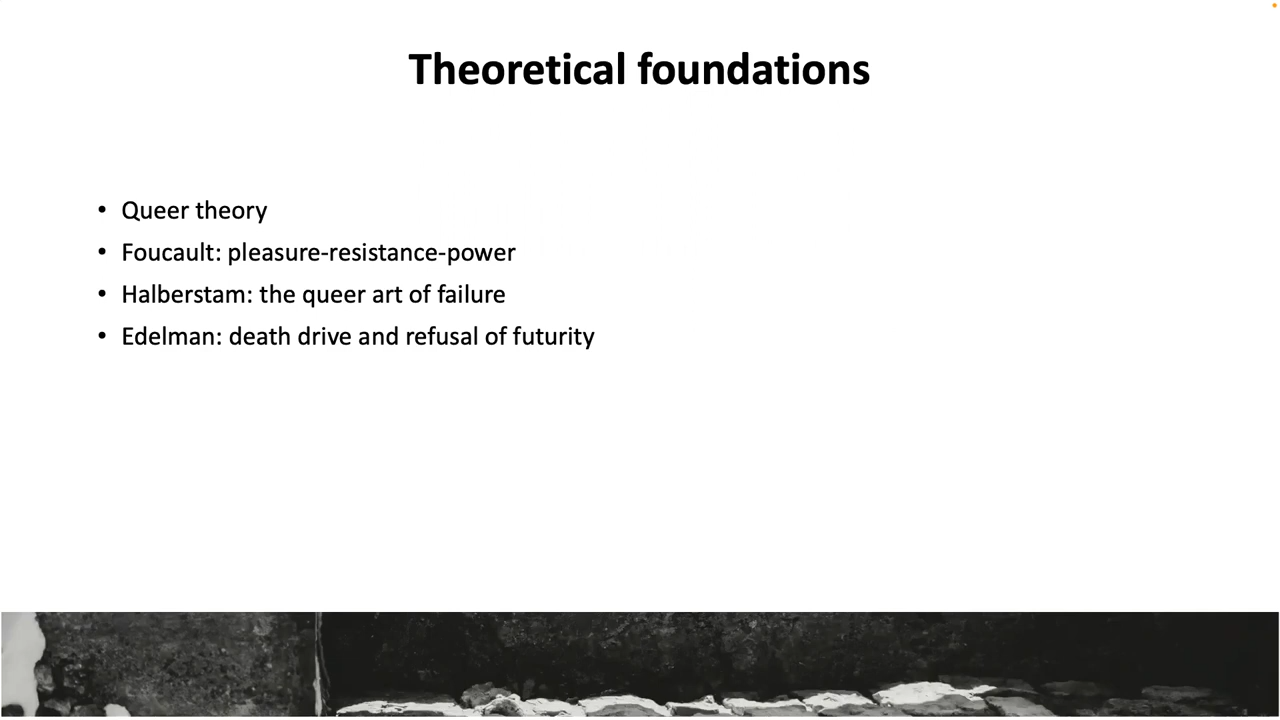 Theoretical foundations
• Queer theory
• Foucault: pleasure-resistance-power
• Halberstam: the queer art of failure
• Edelman: death drive and refusal of futurity